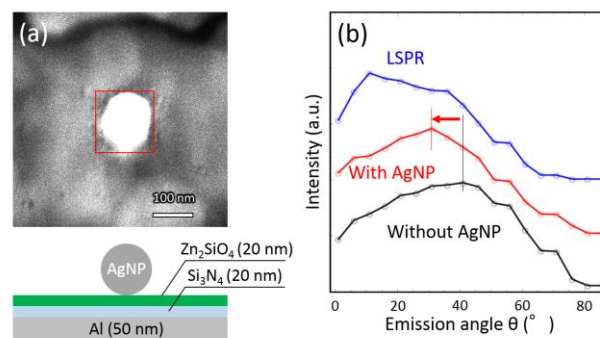 (a)
100 nm
AgNP
Zn₂SiO₄ (20 nm)
Si₃N₄ (20 nm)
Al (50 nm)
(b)
LSPR
With AgNP
Without AgNP
Intensity (a.u.)
0 20 40 60 80
Emission angle θ (°)